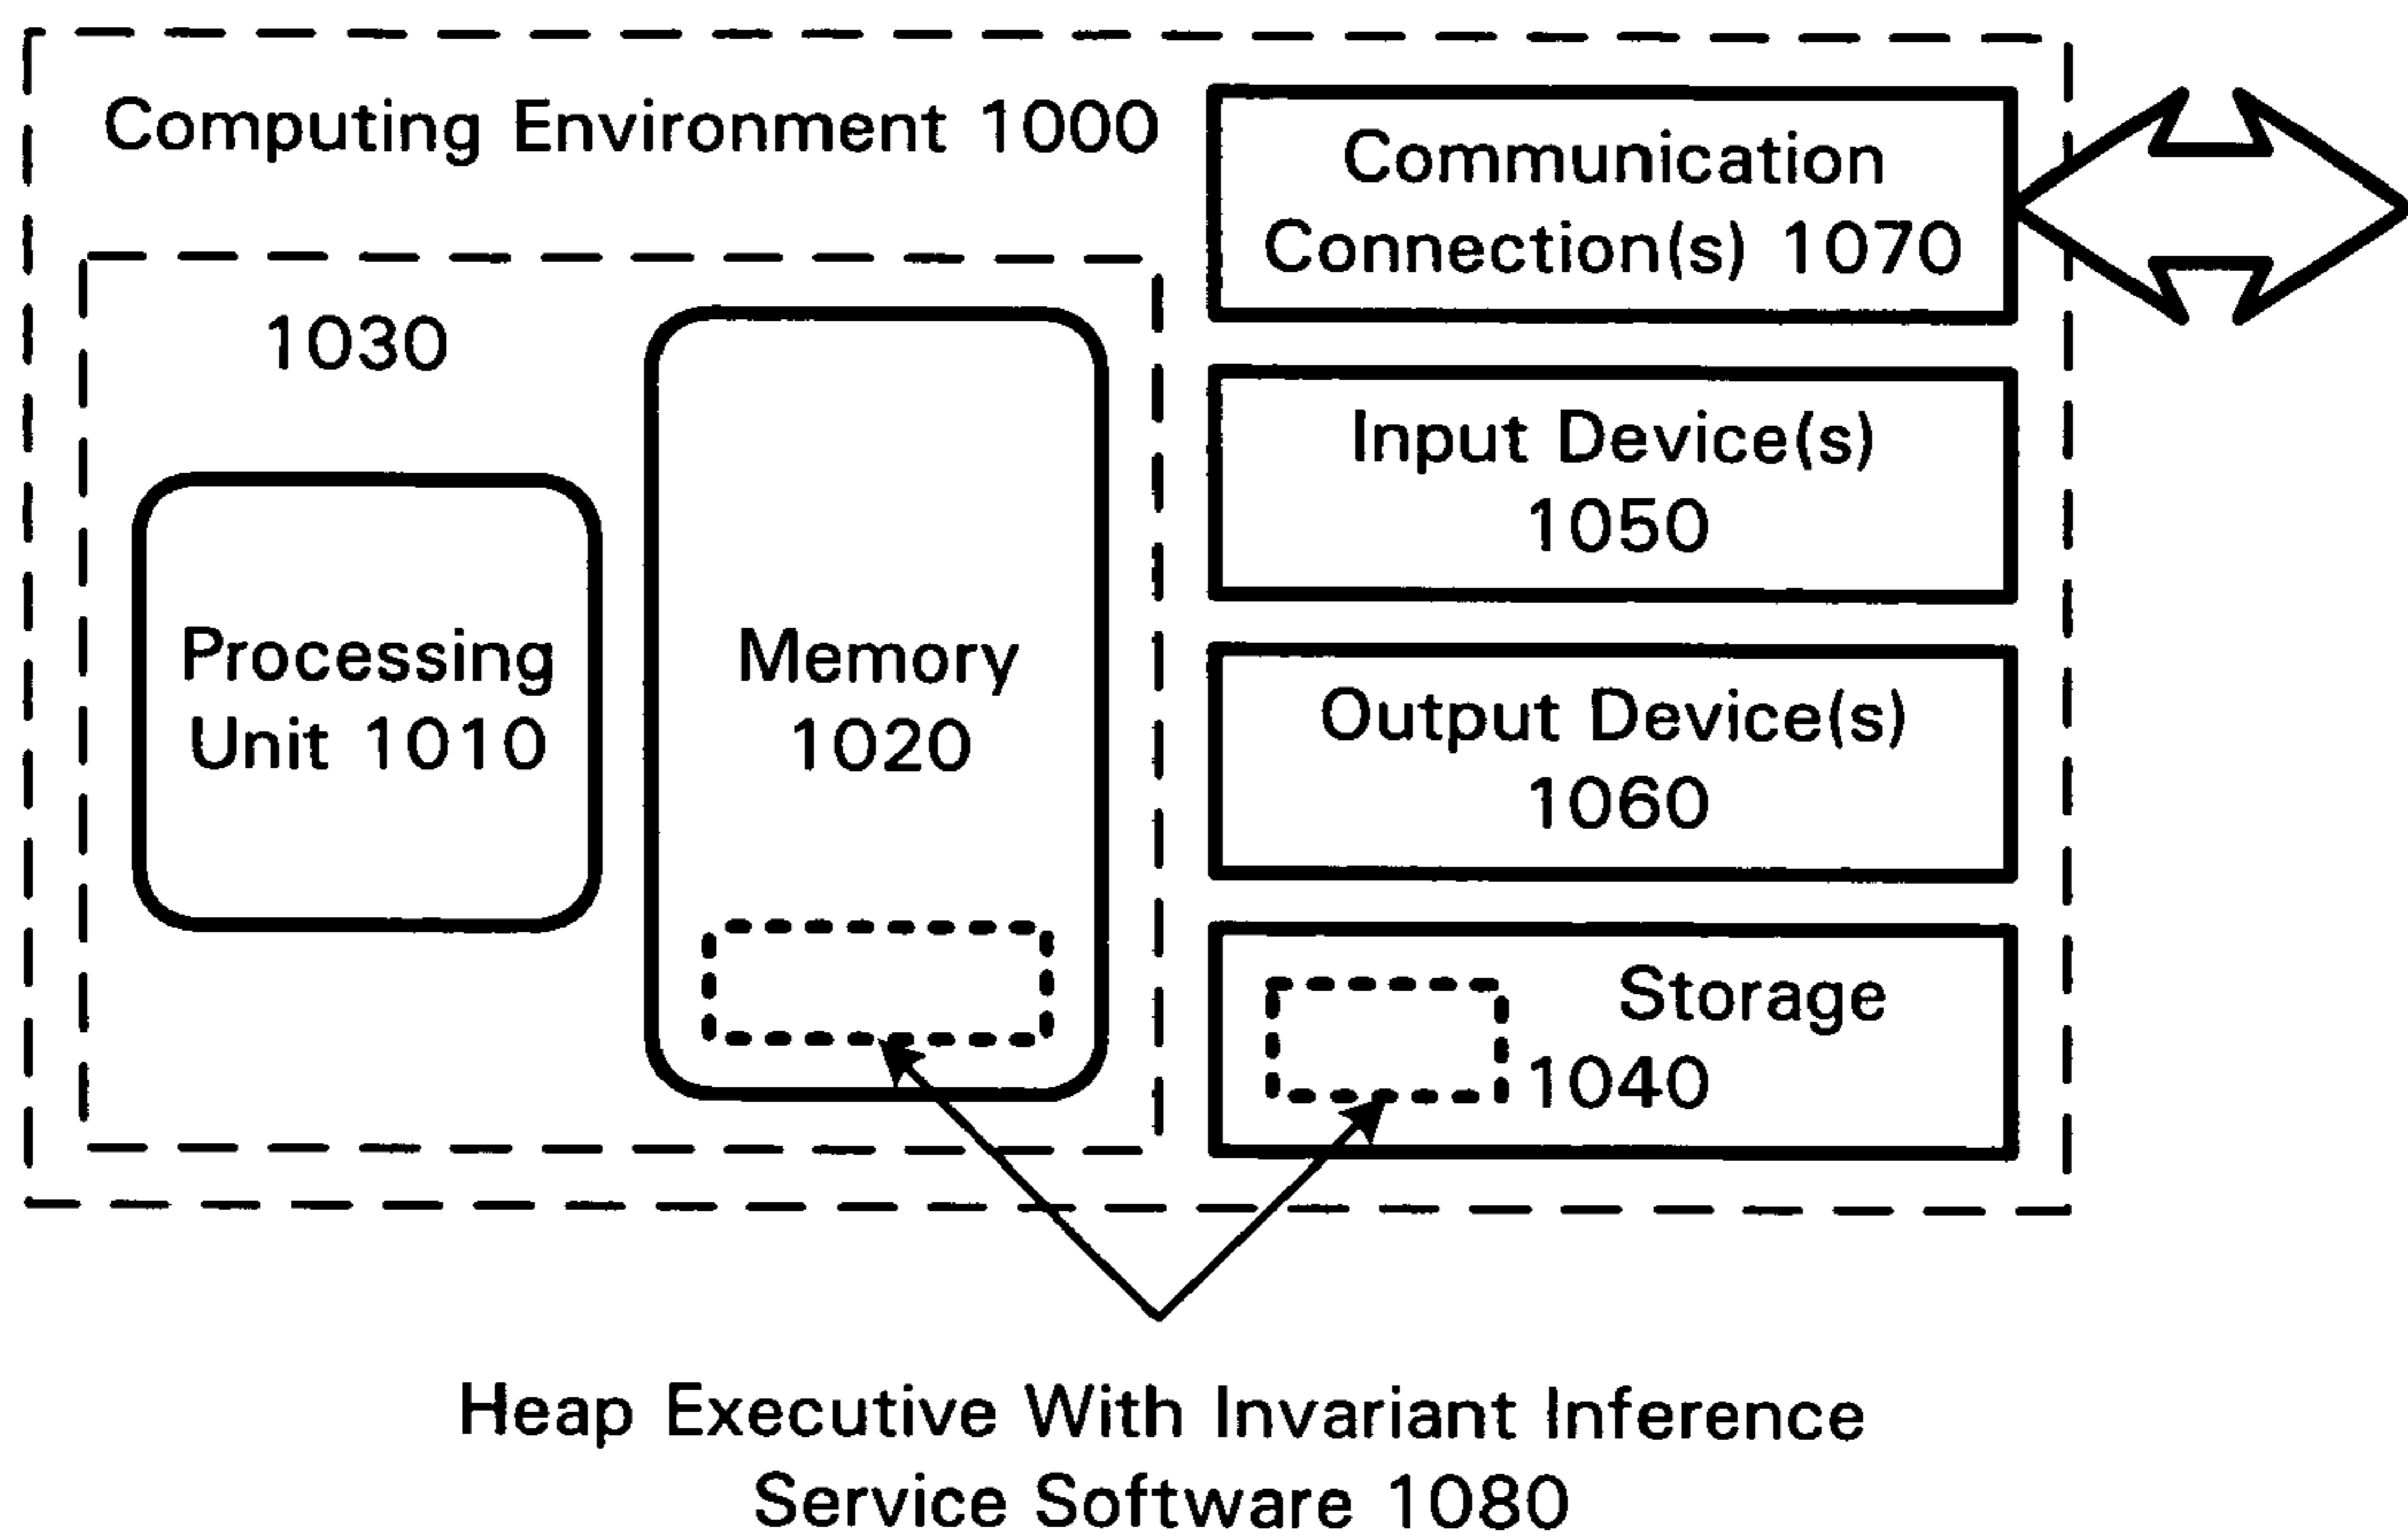 Computing Environment 1000
Communication
Connection(s) 1070
1030
Input Device(s)
1050
Processing
Unit 1010
Memory
1020
Output Device(s)
1060
Storage
1040
Heap Executive With Invariant Inference
Service Software 1080